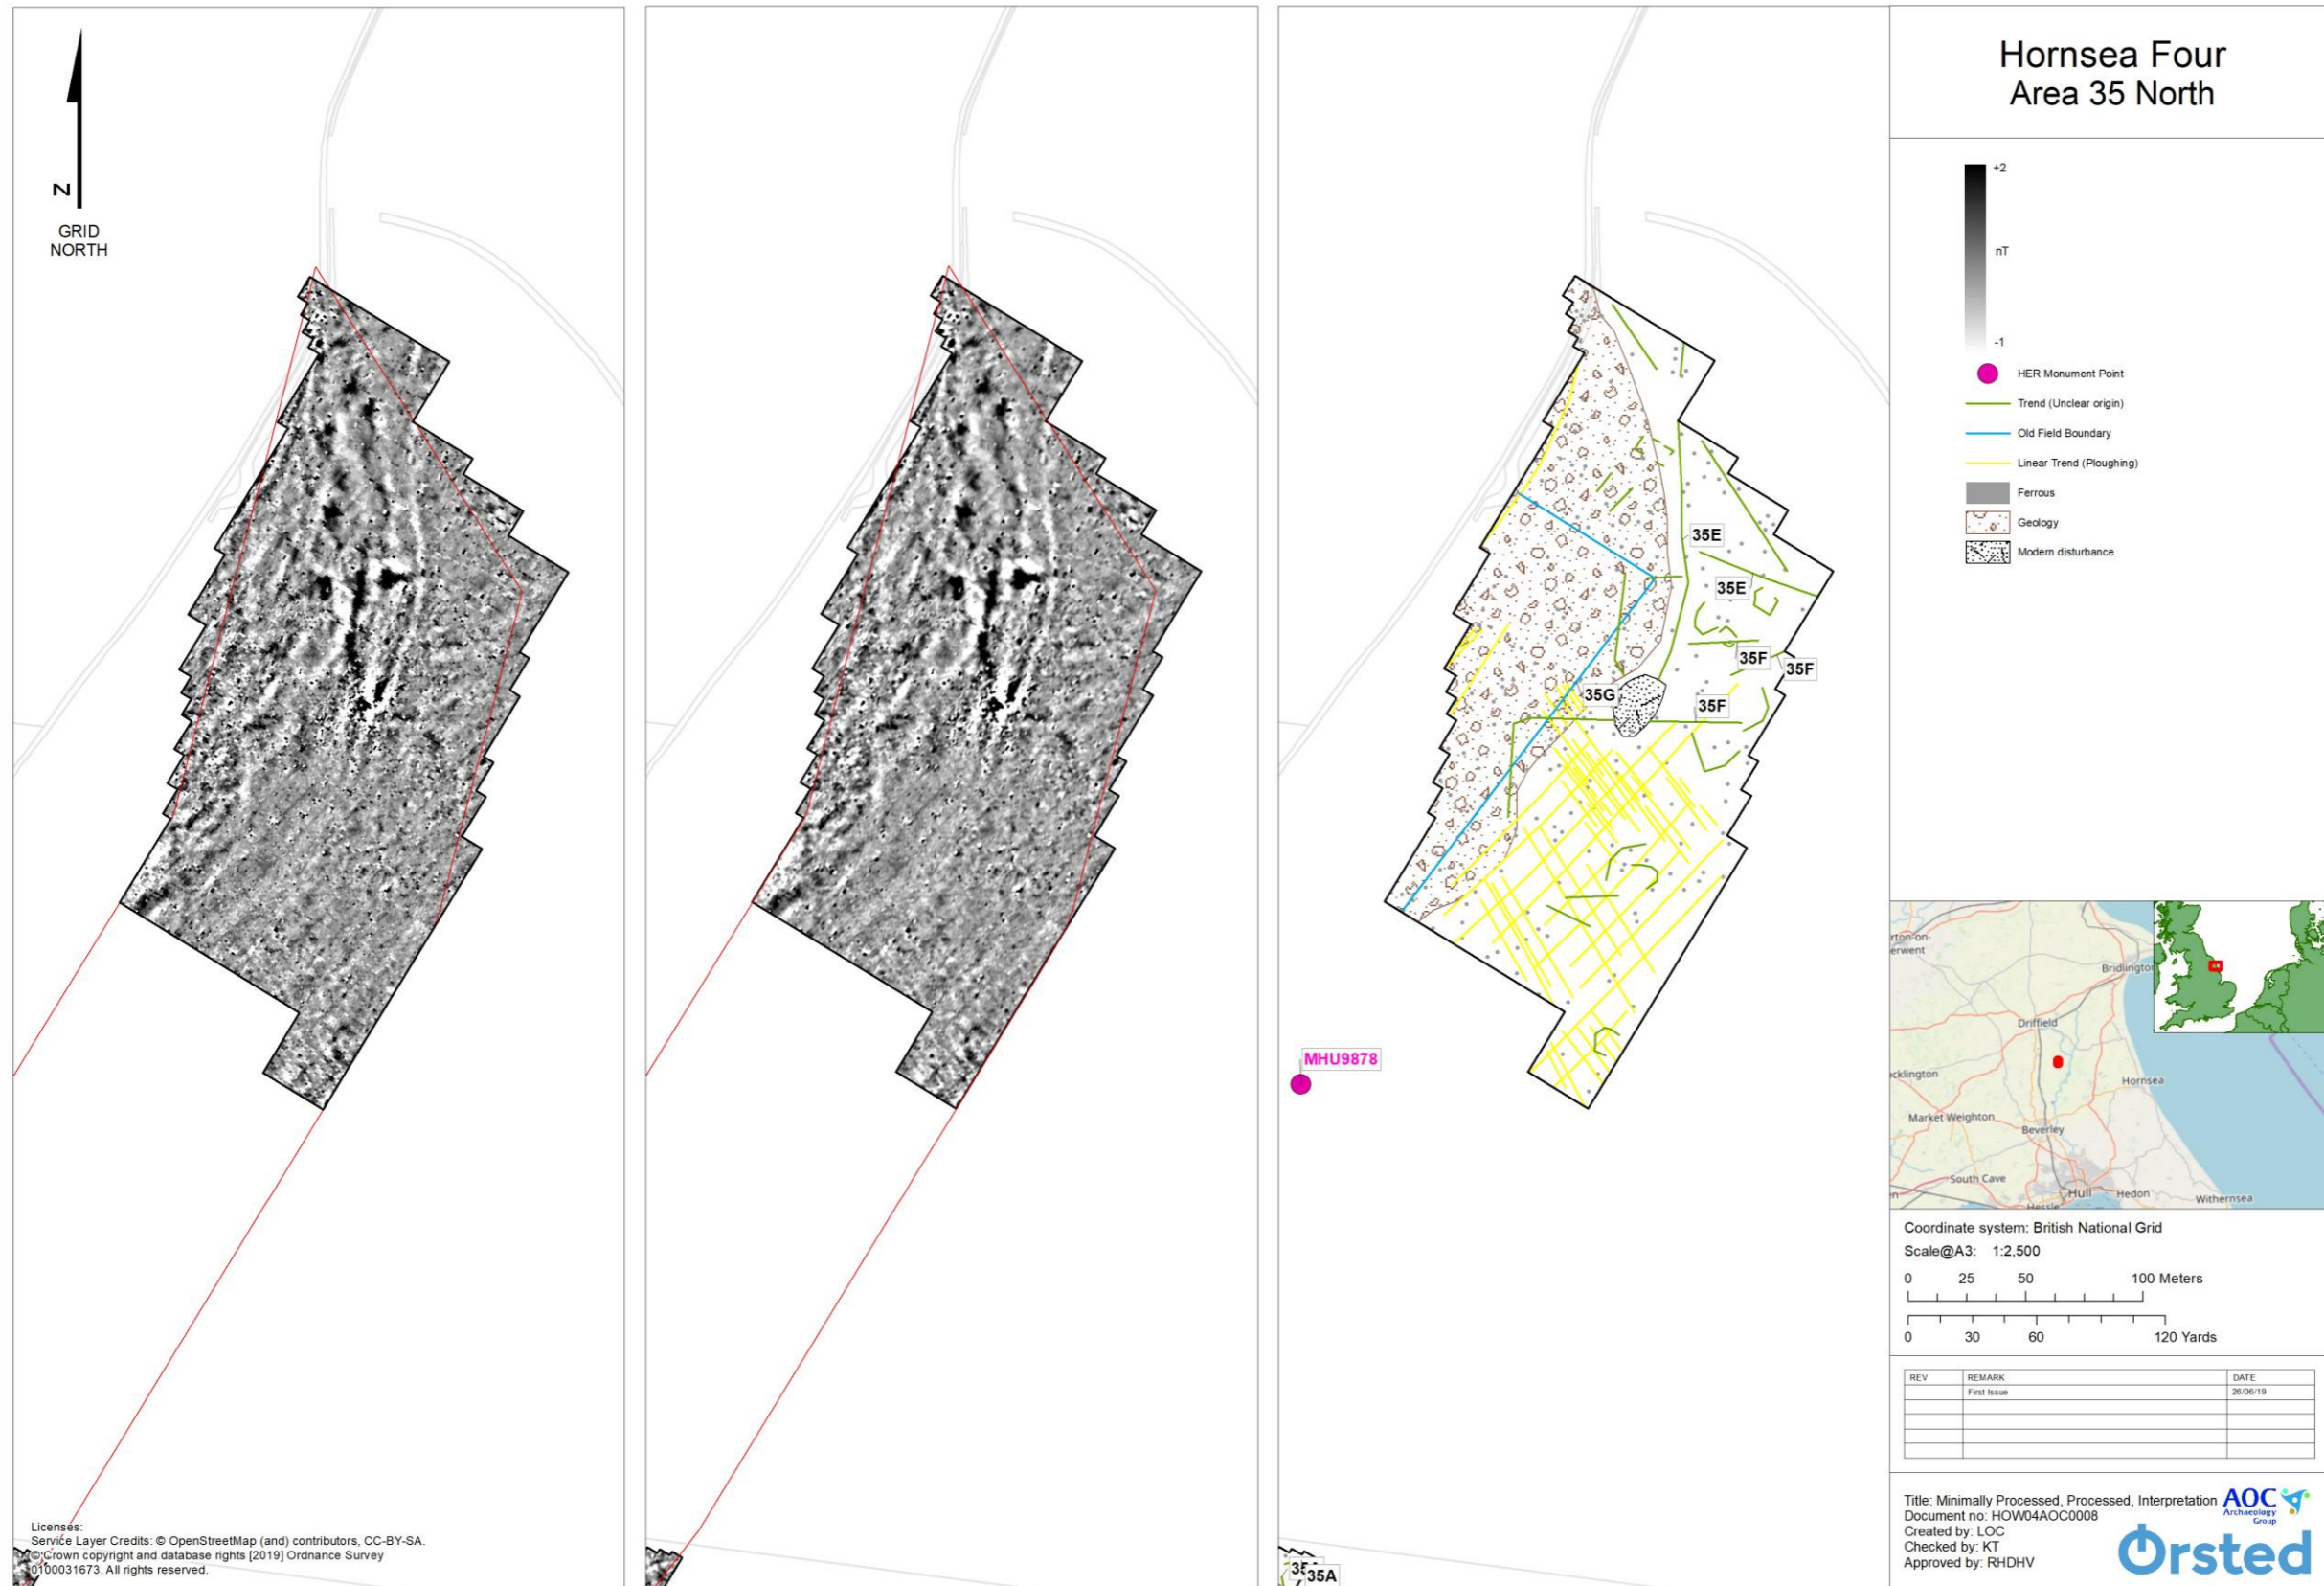 Hornsea Four
Area 35 North
N
GRID
NORTH
+2
nT
-1
HER Monument Point
Trend (Unclear origin)
Old Field Boundary
Linear Trend (Ploughing)
Ferrous
Geology
Modern disturbance
35E
35E
35F
35F
35G
35F
MHU9878
35A
Bridlington
Driffield
Hornsea
Market Weighton
Beverley
South Cave
Hull
Hedon
Withernsea
Hessle
Coordinate system: British National Grid
Scale@A3: 1:2,500
0 25 50 100 Meters
0 30 60 120 Yards
REV REMARK DATE
First Issue 26/06/19
Title: Minimally Processed, Processed, Interpretation
Document no: HOW04AOC0008
Created by: LOC
Checked by: KT
Approved by: RHDHV
AOC
Archaeology
Group
Ørsted
Licenses:
Service Layer Credits: © OpenStreetMap (and) contributors, CC-BY-SA.
© Crown copyright and database rights [2019] Ordnance Survey
0100031673. All rights reserved.